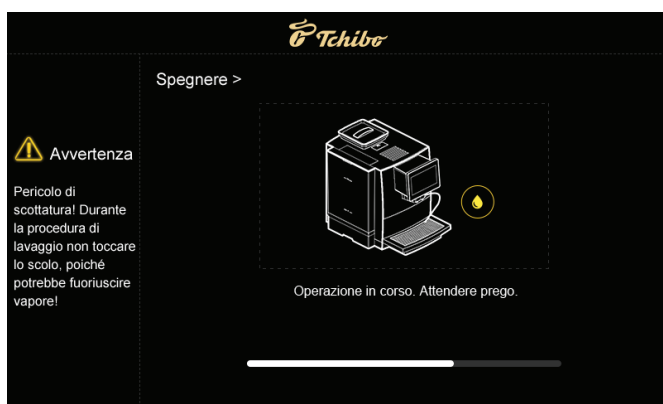 Tchibo
Spegnere >
Avvertenza
Pericolo di
scottatura! Durante
la procedura di
lavaggio non toccare
lo scolo, poiché
potrebbe fuoriuscire
vapore!
Operazione in corso. Attendere prego.